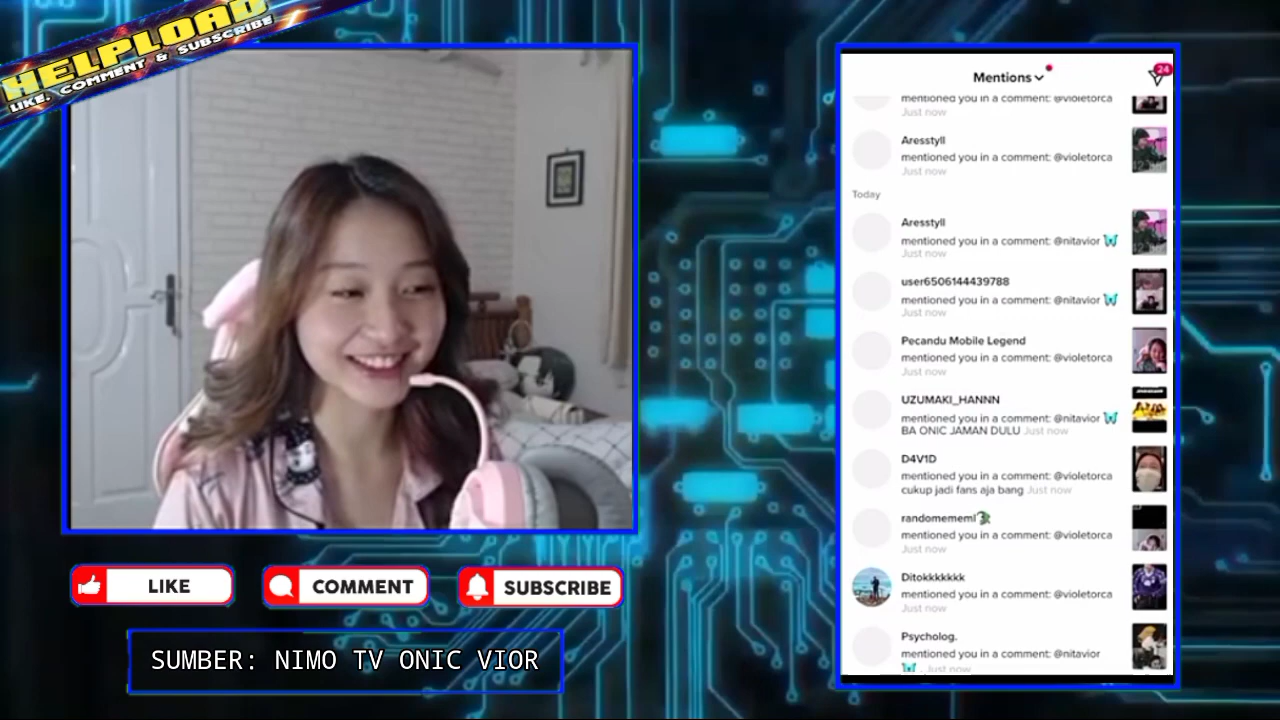 HELPLOAD
LIKE, COMMENT & SUBSCRIBE
LIKE
COMMENT
SUBSCRIBE
SUMBER: NIMO TV ONIC VIOR
Mentions
24
mentioned you in a comment: @violetorca
Just now
Aresstyll
mentioned you in a comment: @violetorca
Just now
Today
Aresstyll
mentioned you in a comment: @nitavior
Just now
user6506144439788
mentioned you in a comment: @nitavior
Just now
Pecandu Mobile Legend
mentioned you in a comment: @violetorca
Just now
UZUMAKI_HANNN
mentioned you in a comment: @nitavior
BA ONIC JAMAN DULU Just now
D4V1D
mentioned you in a comment: @violetorca
cukup jadi fans aja bang Just now
randomememI
mentioned you in a comment: @violetorca
Just now
Ditokkkkkkk
mentioned you in a comment: @violetorca
Just now
Psycholog.
mentioned you in a comment: @nitavior
. Just now